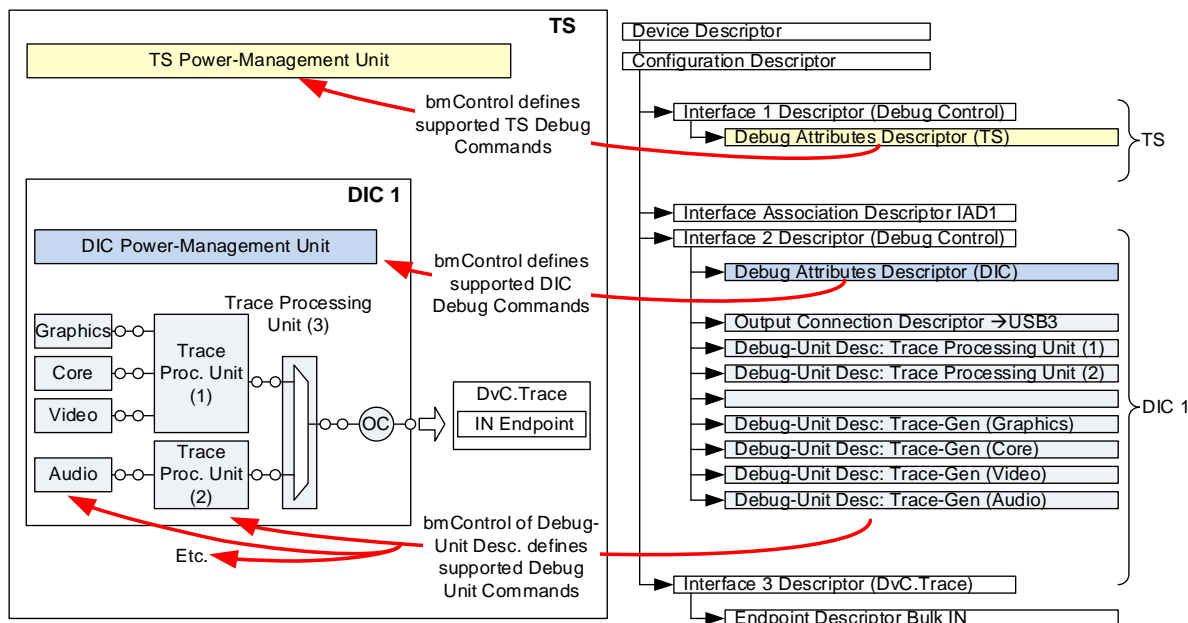 TS
TS Power-Management Unit
bmControl defines
supported TS Debug
Commands
DIC 1
DIC Power-Management Unit
bmControl defines
supported DIC
Debug Commands
Trace Processing
Unit (3)
Graphics
Core
Video
Audio
Trace
Proc. Unit
(1)
Trace
Proc. Unit
(2)
OC
DvC.Trace
IN Endpoint
bmControl of Debug-
Unit Desc. defines
supported Debug
Unit Commands
Etc.
Device Descriptor
Configuration Descriptor
Interface 1 Descriptor (Debug Control)
Debug Attributes Descriptor (TS)
TS
Interface Association Descriptor IAD1
Interface 2 Descriptor (Debug Control)
Debug Attributes Descriptor (DIC)
Output Connection Descriptor →USB3
Debug-Unit Desc: Trace Processing Unit (1)
Debug-Unit Desc: Trace Processing Unit (2)
Debug-Unit Desc: Trace-Gen (Graphics)
Debug-Unit Desc: Trace-Gen (Core)
Debug-Unit Desc: Trace-Gen (Video)
Debug-Unit Desc: Trace-Gen (Audio)
DIC 1
Interface 3 Descriptor (DvC.Trace)
Endpoint Descriptor Bulk IN